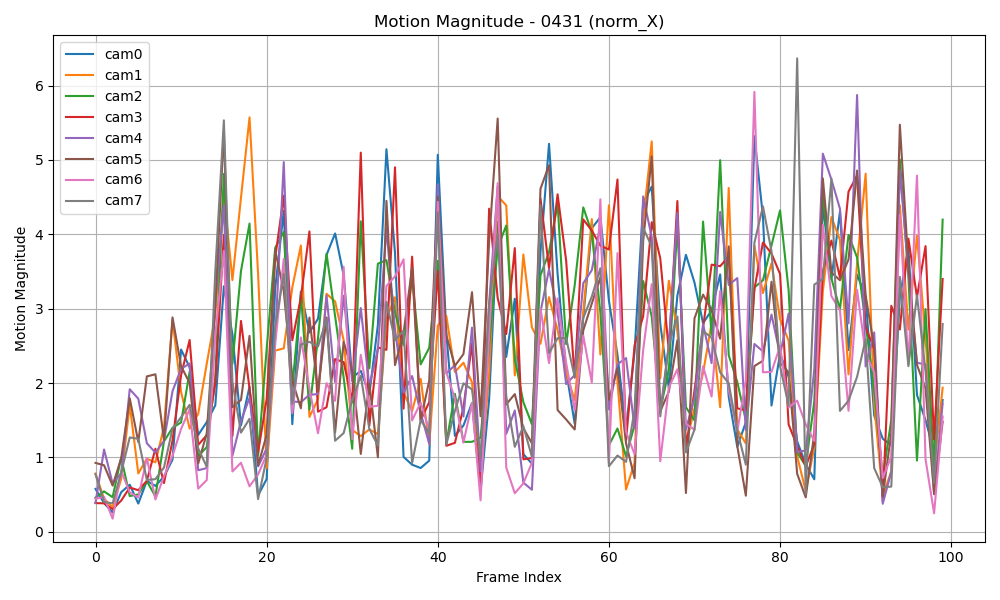 Motion Magnitude - 0431 (norm_X)
cam0
cam1
cam2
cam3
cam4
cam5
cam6
cam7
Motion Magnitude
6
5
4
3
2
1
0
0 20 40 60 80 100
Frame Index